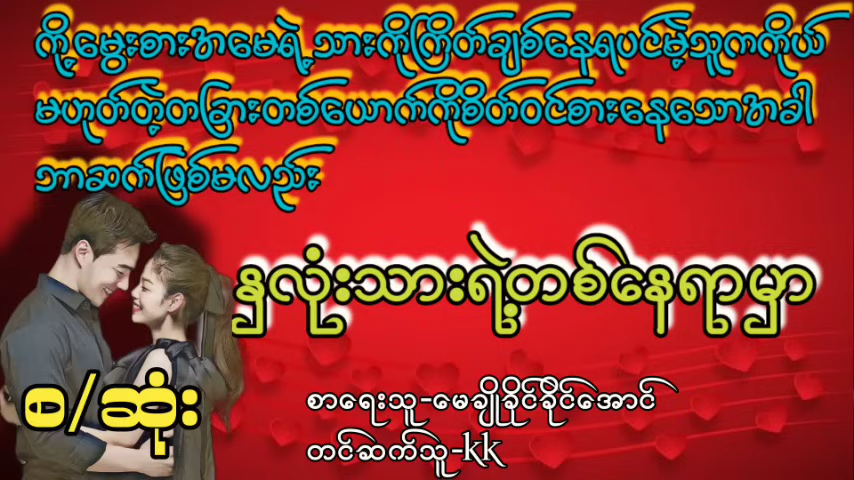 ကို့မွေးစားအမေရဲ့သားကိုကြိတ်ချစ်နေရပင်မဲ့သူကကိုယ်
မဟုတ်တဲ့တခြားတစ်ယောက်ကိုစိတ်ဝင်စားနေသောအခါ
ဘာဆက်ဖြစ်မလည်း
နှလုံးသားရဲ့တစ်နေရာမှာ
စ/ဆုံး
စာရေးသူ-မေချိုခိုင်ခိုင်အောင်
တင်ဆက်သူ-kk